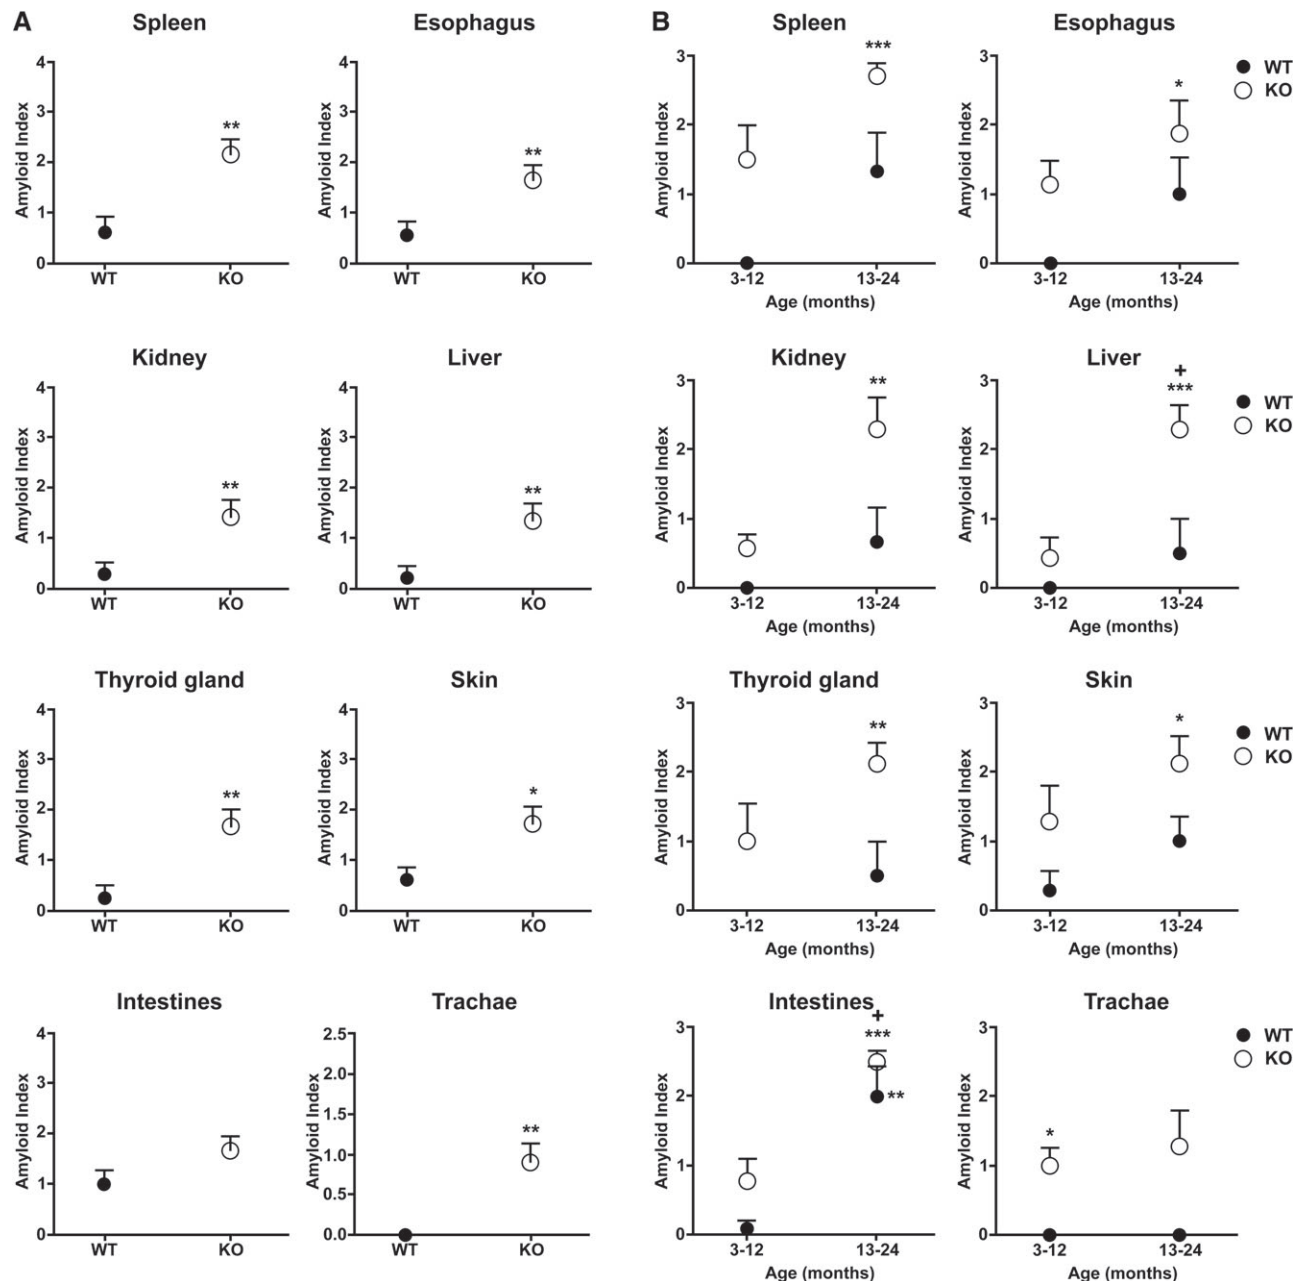 A
Spleen
Esophagus
Amyloid Index
4
3
2
1
0
**
WT
KO
Amyloid Index
4
3
2
1
0
**
WT
KO
Kidney
Liver
Amyloid Index
4
3
2
1
0
**
WT
KO
Amyloid Index
4
3
2
1
0
**
WT
KO
Thyroid gland
Skin
Amyloid Index
4
3
2
1
0
**
WT
KO
Amyloid Index
4
3
2
1
0
*
WT
KO
Intestines
Trachae
Amyloid Index
4
3
2
1
0
WT
KO
Amyloid Index
2.5
2.0
1.5
1.0
0.5
0.0
**
WT
KO
B
Spleen
Esophagus
Amyloid Index
3
2
1
0
***
3-12
13-24
Age (months)
Amyloid Index
3
2
1
0
*
3-12
13-24
Age (months)
WT
KO
Kidney
Liver
Amyloid Index
3
2
1
0
**
3-12
13-24
Age (months)
Amyloid Index
3
2
1
0
+
***
3-12
13-24
Age (months)
WT
KO
Thyroid gland
Skin
Amyloid Index
3
2
1
0
**
3-12
13-24
Age (months)
Amyloid Index
3
2
1
0
*
3-12
13-24
Age (months)
WT
KO
Intestines
Trachae
Amyloid Index
3
2
1
0
+
***
**
3-12
13-24
Age (months)
Amyloid Index
3
2
1
0
*
3-12
13-24
Age (months)
WT
KO